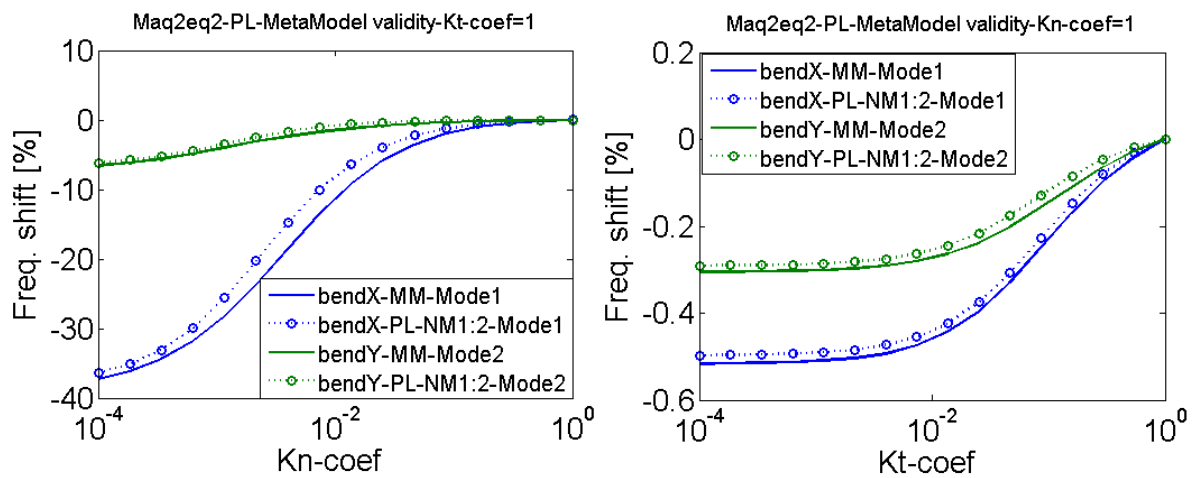 Maq2eq2-PL-MetaModel validity-Kt-coef=1
10
0
-10
-20
-30
-40
Freq. shift [%]
bendX-MM-Mode1
bendX-PL-NM1:2-Mode1
bendY-MM-Mode2
bendY-PL-NM1:2-Mode2
10^-4
10^-2
10^0
Kn-coef
Maq2eq2-PL-MetaModel validity-Kn-coef=1
0.2
0
-0.2
-0.4
-0.6
Freq. shift [%]
bendX-MM-Mode1
bendX-PL-NM1:2-Mode1
bendY-MM-Mode2
bendY-PL-NM1:2-Mode2
10^-4
10^-2
10^0
Kt-coef